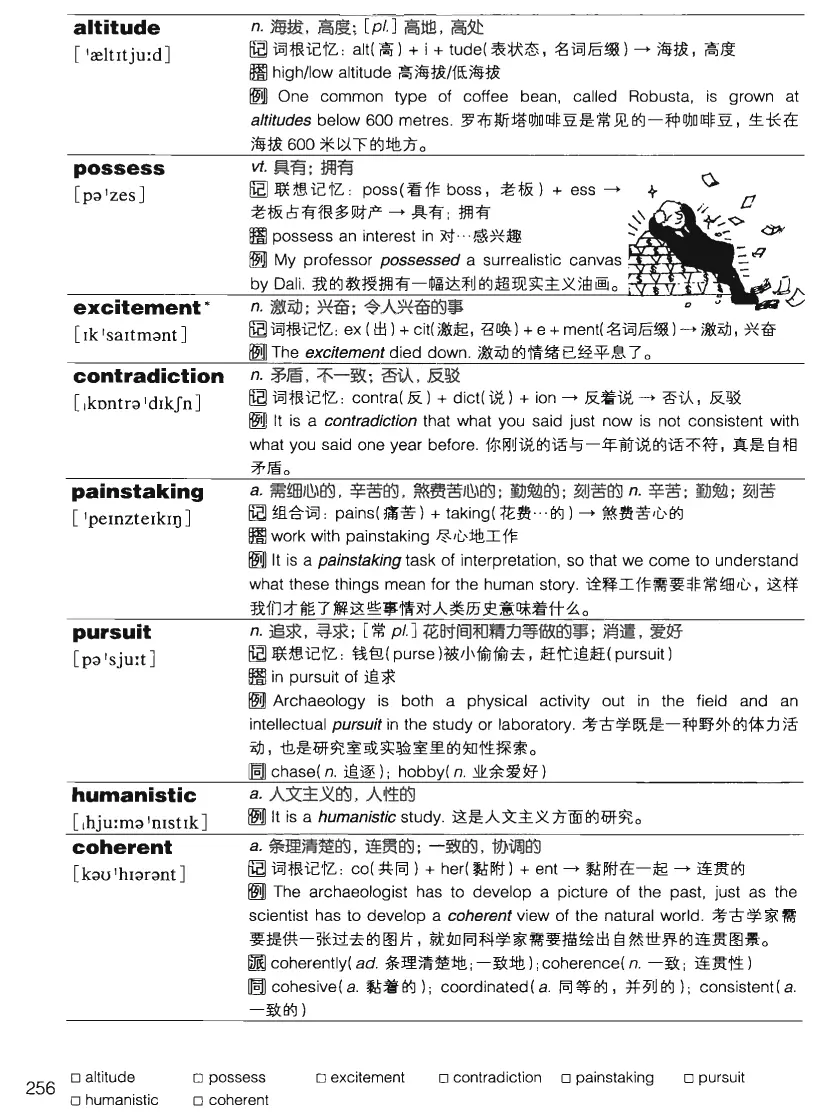 altitude
n. 海拔，高度；[pl.] 高地，高处
[ˈæltɪtjuːd]
记 词根记忆：alt(高) + i + tude(表状态，名词后缀) → 海拔，高度
搭 high/low altitude 高海拔/低海拔
例 One common type of coffee bean, called Robusta, is grown at
altitudes below 600 metres. 罗布斯塔咖啡豆是常见的一种咖啡豆，生长在
海拔 600 米以下的地方。
possess
vt. 具有；拥有
[pəˈzes]
记 联想记忆：poss(看作 boss，老板) + ess →
老板占有很多财产 → 具有；拥有
搭 possess an interest in 对…感兴趣
例 My professor possessed a surrealistic canvas
by Dali. 我的教授拥有一幅达利的超现实主义油画。
excitement*
n. 激动；兴奋；令人兴奋的事
[ɪkˈsaɪtmənt]
记 词根记忆：ex(出) + cit(激起，召唤) + e + ment(名词后缀) → 激动，兴奋
例 The excitement died down. 激动的情绪已经平息了。
contradiction
n. 矛盾，不一致；否认，反驳
[ˌkɒntrəˈdɪkʃn]
记 词根记忆：contra(反) + dict(说) + ion → 反着说 → 否认，反驳
例 It is a contradiction that what you said just now is not consistent with
what you said one year before. 你刚说的话与一年前说的话不符，真是自相
矛盾。
painstaking
a. 需细心的，辛苦的，煞费苦心的；勤勉的；刻苦的 n. 辛苦；勤勉；刻苦
[ˈpeɪnzteɪkɪŋ]
记 组合词：pains(痛苦) + taking(花费…的) → 煞费苦心的
搭 work with painstaking 尽心地工作
例 It is a painstaking task of interpretation, so that we come to understand
what these things mean for the human story. 诠释工作需要非常细心，这样
我们才能了解这些事情对人类历史意味着什么。
pursuit
n. 追求，寻求；[常 pl.] 花时间和精力等做的事；消遣，爱好
[pəˈsjuːt]
记 联想记忆：钱包(purse)被小偷偷去，赶忙追赶(pursuit)
搭 in pursuit of 追求
例 Archaeology is both a physical activity out in the field and an
intellectual pursuit in the study or laboratory. 考古学既是一种野外的体力活
动，也是研究室或实验室里的知性探索。
同 chase(n. 追逐)；hobby(n. 业余爱好)
humanistic
a. 人文主义的，人性的
[ˌhjuːməˈnɪstɪk]
例 It is a humanistic study. 这是人文主义方面的研究。
coherent
a. 条理清楚的，连贯的；一致的，协调的
[kəʊˈhɪərənt]
记 词根记忆：co(共同) + her(黏附) + ent → 黏附在一起 → 连贯的
例 The archaeologist has to develop a picture of the past, just as the
scientist has to develop a coherent view of the natural world. 考古学家需
要提供一张过去的图片，就如同科学家需要描绘出自然世界的连贯图景。
派 coherently(ad. 条理清楚地；一致地)；coherence(n. 一致；连贯性)
同 cohesive(a. 黏着的)；coordinated(a. 同等的，并列的)；consistent(a.
一致的)
256
□ altitude □ possess □ excitement □ contradiction □ painstaking □ pursuit
□ humanistic □ coherent